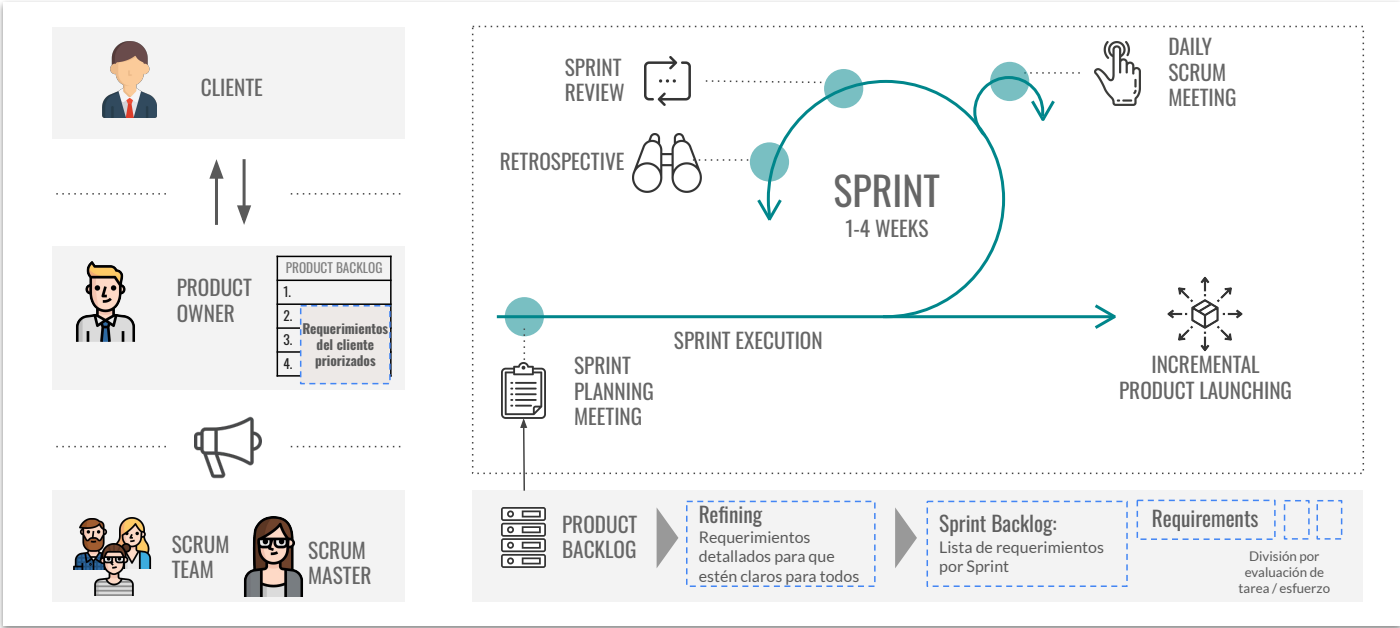 CLIENTE
PRODUCT
OWNER
PRODUCT BACKLOG
1.
2.
3.
4.
Requerimientos
del cliente
priorizados
SCRUM
TEAM
SCRUM
MASTER
SPRINT
REVIEW
RETROSPECTIVE
DAILY
SCRUM
MEETING
SPRINT
1-4 WEEKS
SPRINT EXECUTION
SPRINT
PLANNING
MEETING
INCREMENTAL
PRODUCT LAUNCHING
PRODUCT
BACKLOG
Refining
Requerimientos
detallados para que
estén claros para todos
Sprint Backlog:
Lista de requerimientos
por Sprint
Requirements
División por
evaluación de
tarea / esfuerzo